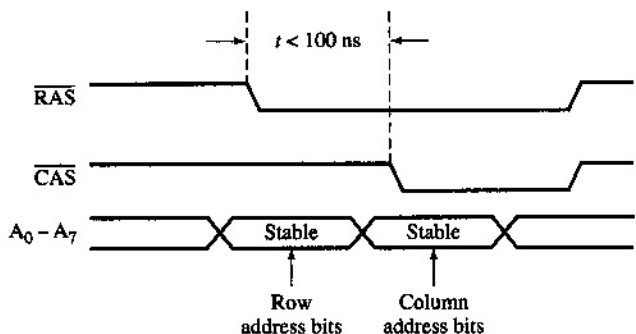 t < 100 ns
RAS
CAS
A0 – A7
Stable
Stable
Row
address bits
Column
address bits